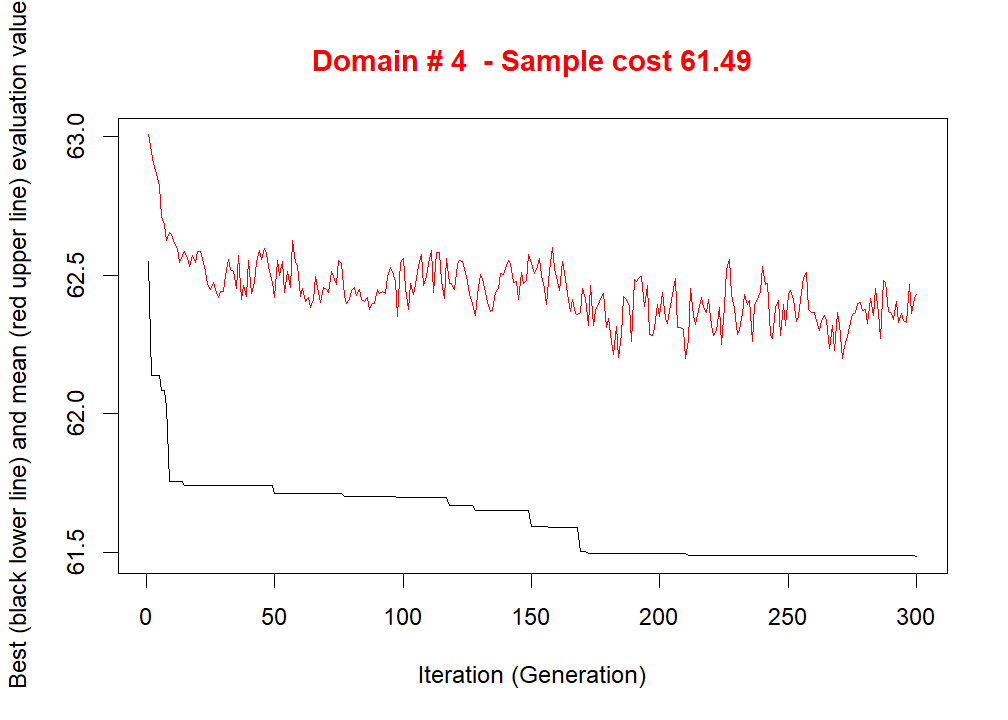 Domain # 4  - Sample cost 61.49
Best (black lower line) and mean (red upper line) evaluation value
63.0
62.5
62.0
61.5
0 50 100 150 200 250 300
Iteration (Generation)